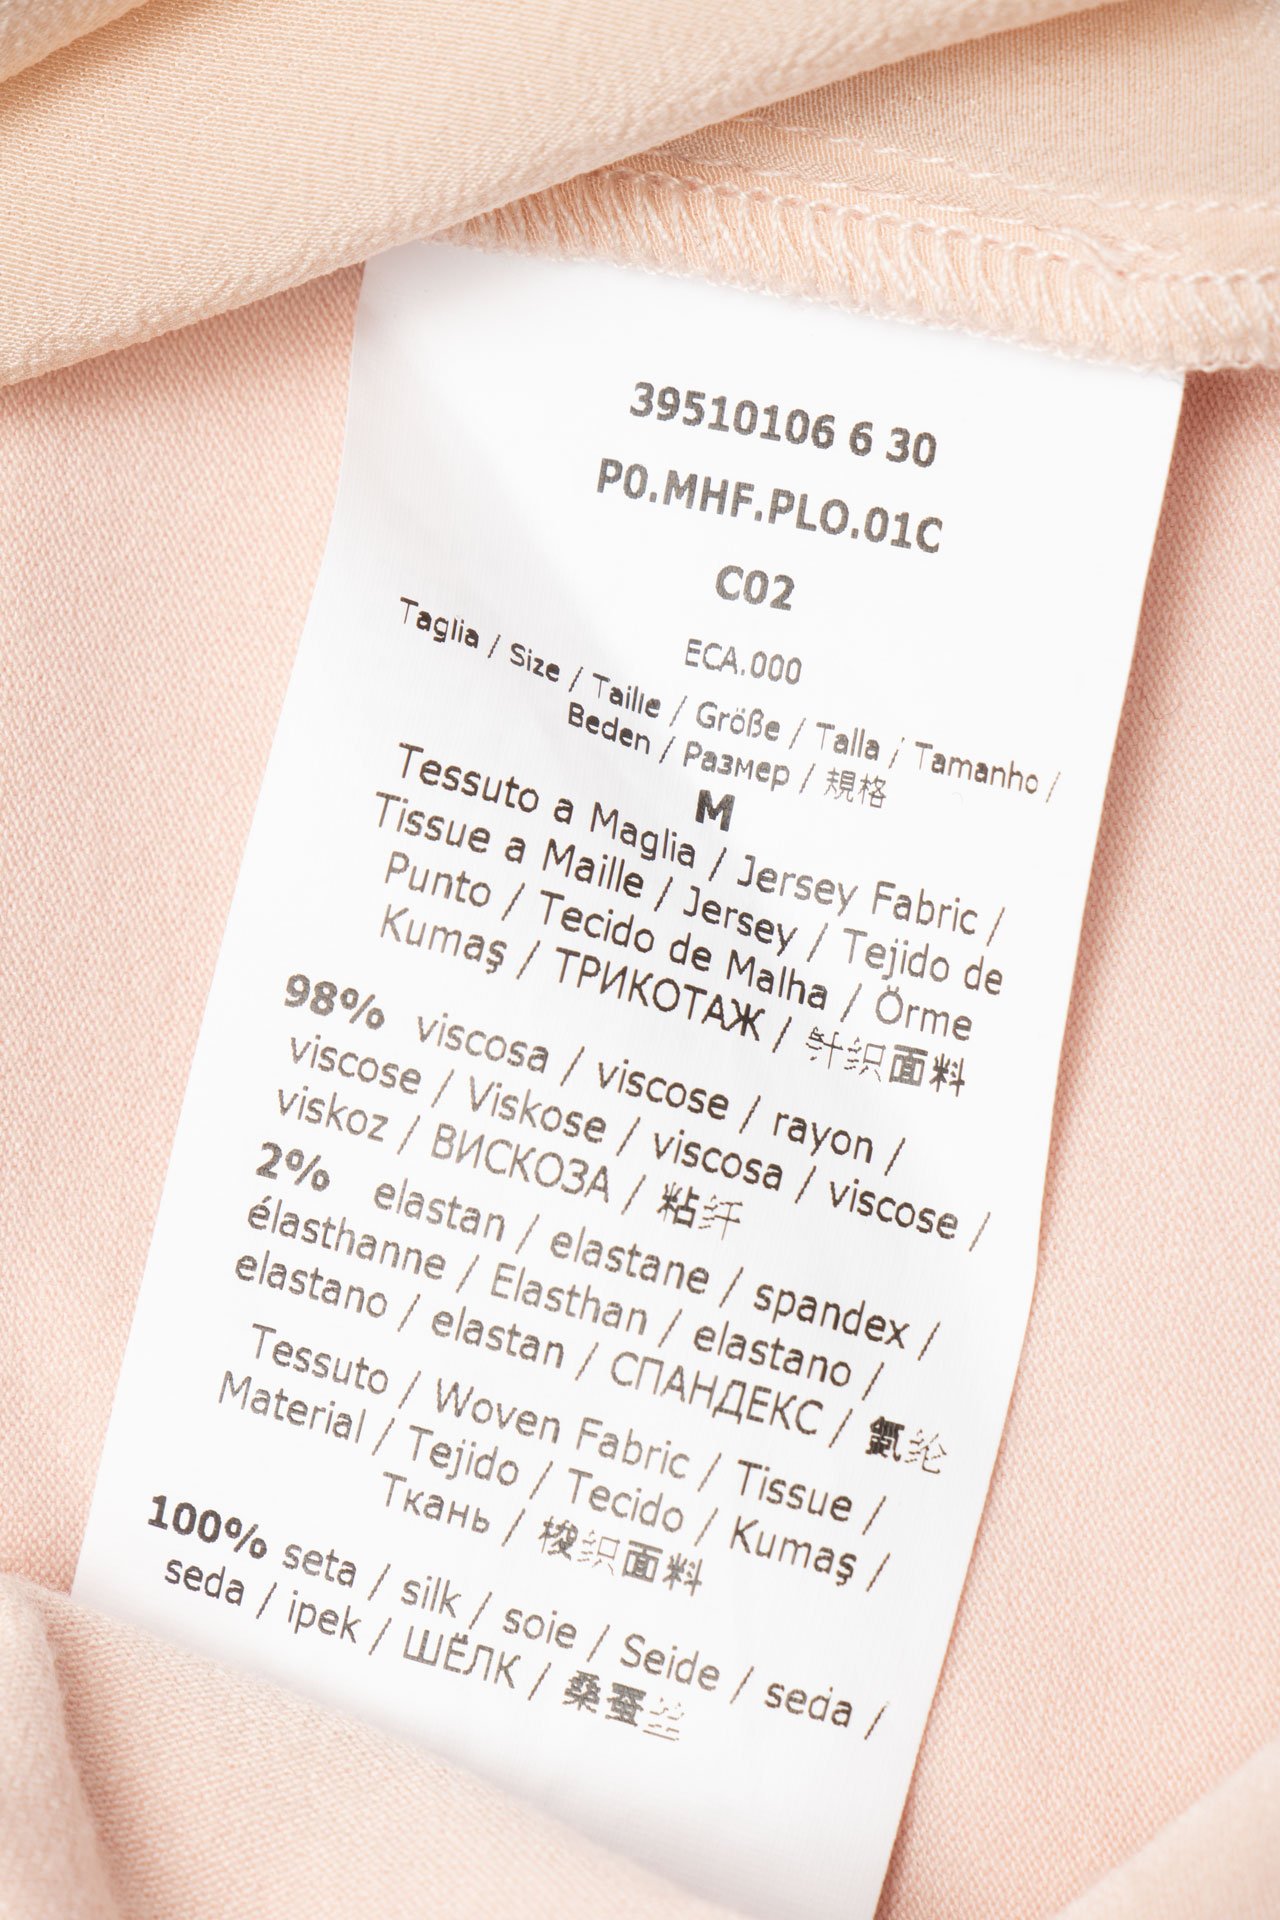 39510106 6 30
P0.MHF.PLO.01C
C02
ECA.000
Taglia / Size / Taille / Größe / Talla / Tamanho /
Beden / Размер / 規格
M
Tessuto a Maglia / Jersey Fabric /
Tissue a Maille / Jersey / Tejido de
Punto / Tecido de Malha / Örme
Kumaş / ТРИКОТАЖ / 针织面料
98% viscosa / viscose / rayon /
viscose / Viskose / viscosa / viscose /
viskoz / ВИСКОЗА / 粘纤
2% elastan / elastane / spandex /
élasthanne / Elasthan / elastano /
elastano / elastan / СПАНДЕКС / 氨纶
Tessuto / Woven Fabric / Tissue /
Material / Tejido / Tecido / Kumaş /
Ткань / 梭织面料
100% seta / silk / soie / Seide / seda /
seda / ipek / ШЁЛК / 桑蚕丝